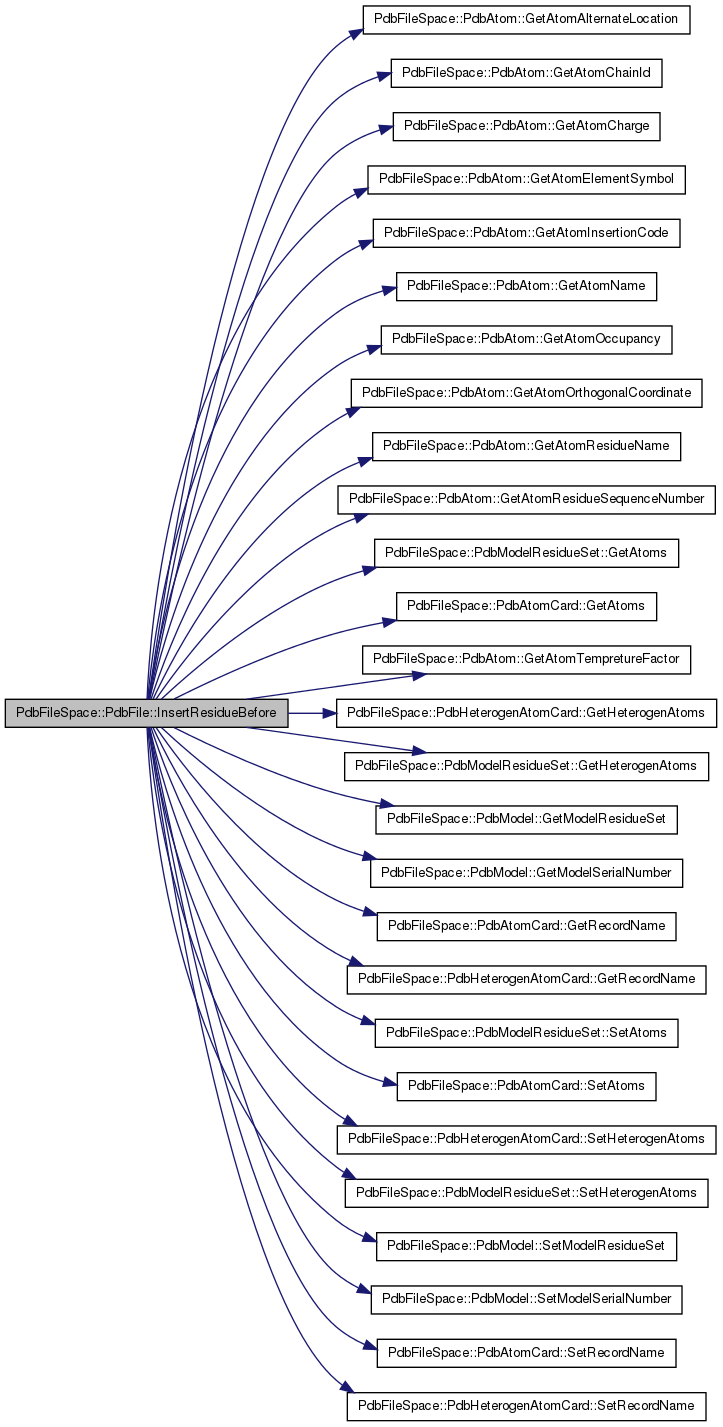 PdbFileSpace::PdbAtom::GetAtomAlternateLocation
PdbFileSpace::PdbAtom::GetAtomChainId
PdbFileSpace::PdbAtom::GetAtomCharge
PdbFileSpace::PdbAtom::GetAtomElementSymbol
PdbFileSpace::PdbAtom::GetAtomInsertionCode
PdbFileSpace::PdbAtom::GetAtomName
PdbFileSpace::PdbAtom::GetAtomOccupancy
PdbFileSpace::PdbAtom::GetAtomOrthogonalCoordinate
PdbFileSpace::PdbAtom::GetAtomResidueName
PdbFileSpace::PdbAtom::GetAtomResidueSequenceNumber
PdbFileSpace::PdbModelResidueSet::GetAtoms
PdbFileSpace::PdbAtomCard::GetAtoms
PdbFileSpace::PdbAtom::GetAtomTempretureFactor
PdbFileSpace::PdbFile::InsertResidueBefore
PdbFileSpace::PdbHeterogenAtomCard::GetHeterogenAtoms
PdbFileSpace::PdbModelResidueSet::GetHeterogenAtoms
PdbFileSpace::PdbModel::GetModelResidueSet
PdbFileSpace::PdbModel::GetModelSerialNumber
PdbFileSpace::PdbAtomCard::GetRecordName
PdbFileSpace::PdbHeterogenAtomCard::GetRecordName
PdbFileSpace::PdbModelResidueSet::SetAtoms
PdbFileSpace::PdbAtomCard::SetAtoms
PdbFileSpace::PdbHeterogenAtomCard::SetHeterogenAtoms
PdbFileSpace::PdbModelResidueSet::SetHeterogenAtoms
PdbFileSpace::PdbModel::SetModelResidueSet
PdbFileSpace::PdbModel::SetModelSerialNumber
PdbFileSpace::PdbAtomCard::SetRecordName
PdbFileSpace::PdbHeterogenAtomCard::SetRecordName